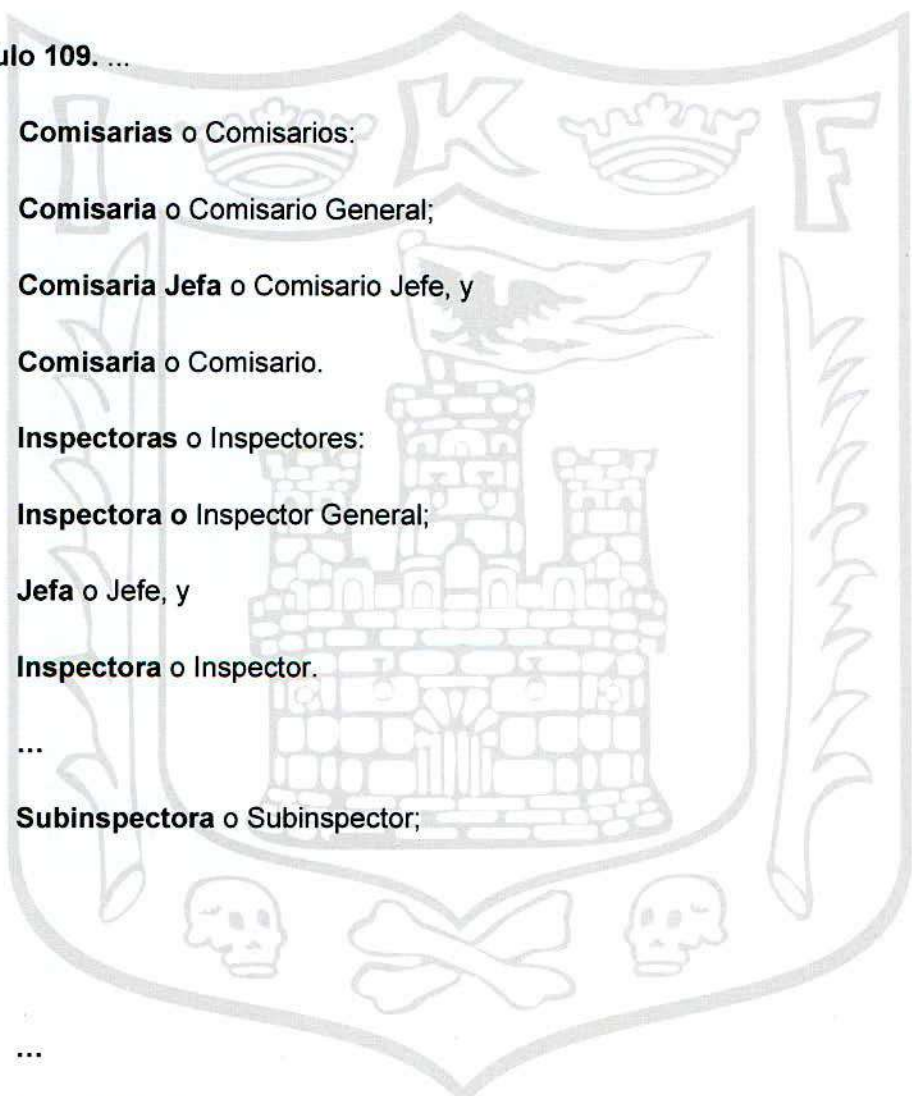 ulo 109. ...
I K F
Comisarias o Comisarios:
Comisaria o Comisario General;
Comisaria Jefa o Comisario Jefe, y
Comisaria o Comisario.
Inspectoras o Inspectores:
Inspectora o Inspector General;
Jefa o Jefe, y
Inspectora o Inspector.
...
Subinspectora o Subinspector;
...